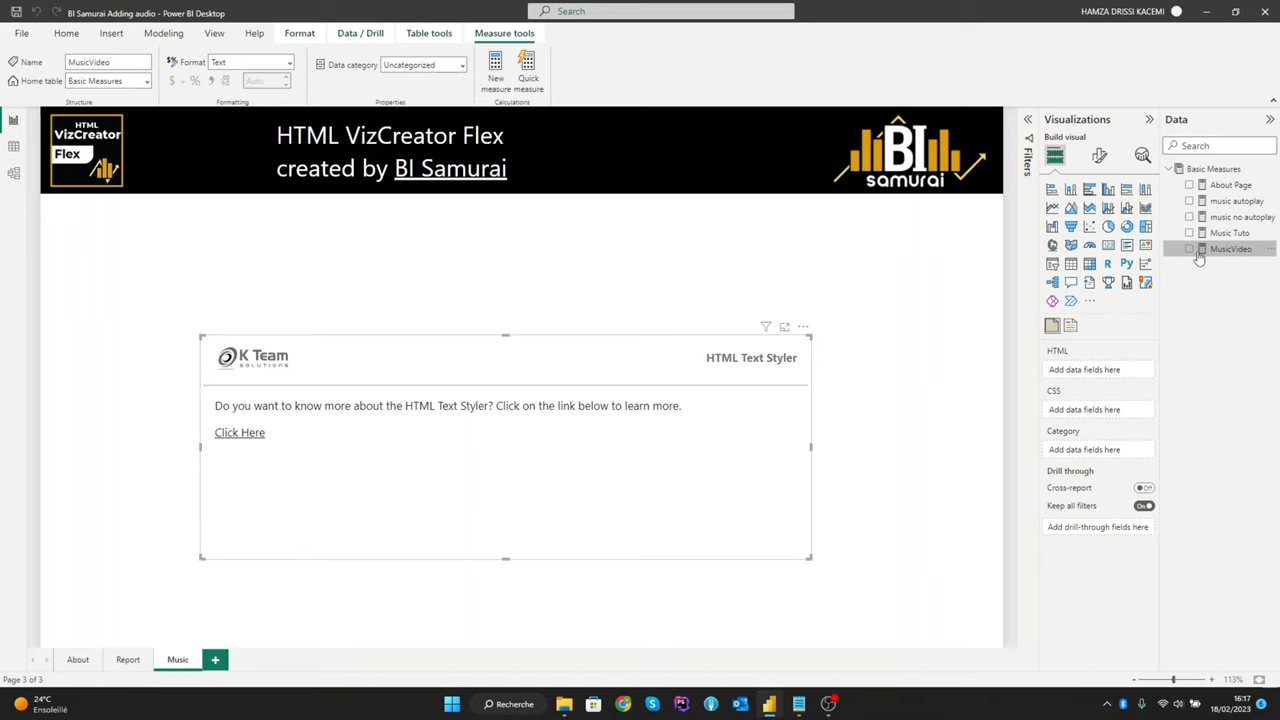 BI Samurai Adding audio - Power BI Desktop
Search
HAMZA DRISSI KACEMI
File Home Insert Modeling View Help Format Data / Drill Table tools Measure tools
Name MusicVideo
Format Text
Data category Uncategorized
New measure
Quick measure
Home table Basic Measures
$ % Auto
Structure Formatting Properties Calculations
HTML
VizCreator
Flex
HTML VizCreator Flex
created by BI Samurai
BI
samurai
Filters
Visualizations
Build visual
R Py
HTML
Add data fields here
CSS
Add data fields here
Category
Add data fields here
Drill through
Cross-report Off
Keep all filters On
Add drill-through fields here
Data
Search
Basic Measures
About Page
music autoplay
music no autoplay
Music Tuto
MusicVideo
K Team
SOLUTIONS
HTML Text Styler
Do you want to know more about the HTML Text Styler? Click on the link below to learn more.
Click Here
About Report Music
Page 3 of 3
113%
24°C
Ensoleillé
Recherche
16:17
18/02/2023